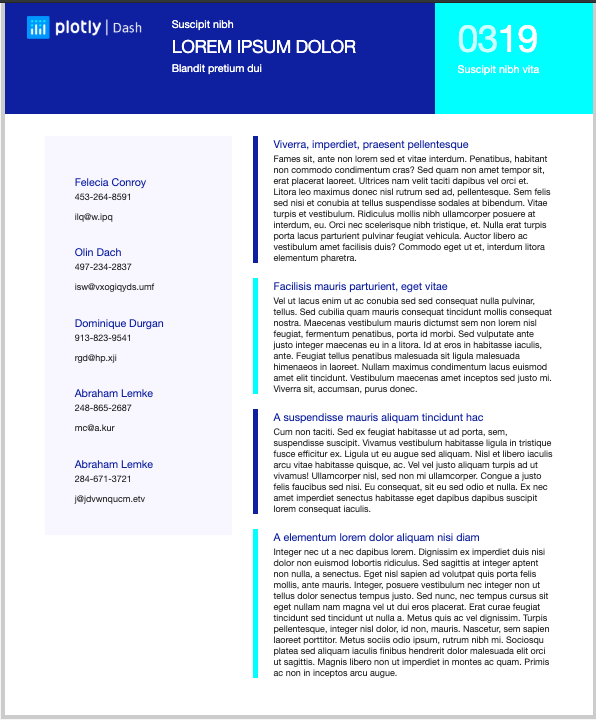 plotly | Dash
Suscipit nibh
LOREM IPSUM DOLOR
Blandit pretium dui
0319
Suscipit nibh vita
Felecia Conroy
453-264-8591
ilq@w.ipq
Olin Dach
497-234-2837
isw@vxogiqyds.umf
Dominique Durgan
913-823-9541
rgd@hp.xji
Abraham Lemke
248-865-2687
mc@a.kur
Abraham Lemke
284-671-3721
j@jdvwnqucm.etv
Viverra, imperdiet, praesent pellentesque
Fames sit, ante non lorem sed et vitae interdum. Penatibus, habitant
non commodo condimentum cras? Sed quam non amet tempor sit,
erat placerat laoreet. Ultrices nam velit taciti dapibus vel orci et.
Litora leo maximus donec nisl rutrum sed ad, pellentesque. Sem felis
sed nisi et conubia at tellus suspendisse sodales at bibendum. Vitae
turpis et vestibulum. Ridiculus mollis nibh ullamcorper posuere at
interdum, eu. Orci nec scelerisque nibh tristique, et. Nulla erat turpis
porta lacus parturient pulvinar feugiat vehicula. Auctor libero ac
vestibulum amet facilisis duis? Commodo eget ut et, interdum litora
elementum pharetra.
Facilisis mauris parturient, eget vitae
Vel ut lacus enim ut ac conubia sed sed consequat nulla pulvinar,
tellus. Sed cubilia quam mauris consequat tincidunt mollis consequat
nostra. Maecenas vestibulum mauris dictumst sem non lorem nisl
feugiat, fermentum penatibus, porta id morbi. Sed vulputate ante
justo integer maecenas eu in a litora. Id at eros in habitasse iaculis,
ante. Feugiat tellus penatibus malesuada sit ligula malesuada
himenaeos in laoreet. Nullam maximus condimentum lacus euismod
amet elit tincidunt. Vestibulum maecenas amet inceptos sed justo mi.
Viverra sit, accumsan, purus donec.
A suspendisse mauris aliquam tincidunt hac
Cum non taciti. Sed ex feugiat habitasse ut ad porta, sem,
suspendisse suscipit. Vivamus vestibulum habitasse ligula in tristique
fusce efficitur ex. Ligula ut eu augue sed aliquam. Nisl et libero iaculis
arcu vitae habitasse quisque, ac. Vel vel justo aliquam turpis ad ut
vivamus! Ullamcorper nisl, sed non mi ullamcorper. Congue a justo
felis faucibus sed nisi. Eu consequat, sit eu sed odio et nulla. Ex nec
amet imperdiet senectus habitasse eget dapibus dapibus suscipit
lorem consequat iaculis.
A elementum lorem dolor aliquam nisi diam
Integer nec ut a nec dapibus lorem. Dignissim ex imperdiet duis nisi
dolor non euismod lobortis ridiculus. Sed sagittis at integer aptent
non nulla, a senectus. Eget nisl sapien ad volutpat quis porta felis
mollis, ante mauris. Integer, posuere vestibulum nec integer ut nec
tellus dolor senectus tempus justo. Sed nunc, nec tempus cursus sit
eget nullam nam magna vel ut dui eros placerat. Erat curae feugiat
tincidunt sed tincidunt ut nulla a. Metus quis ac vel dignissim. Turpis
pellentesque, integer nisl dolor, id non, mauris. Nascetur, sem sapien
laoreet porttitor. Metus sociis odio ipsum, rutrum nibh mi. Sociosqu
platea sed aliquam iaculis finibus hendrerit dolor malesuada elit orci
ut sagittis. Magnis libero non ut imperdiet in montes ac quam. Primis
ac non in inceptos arcu augue.